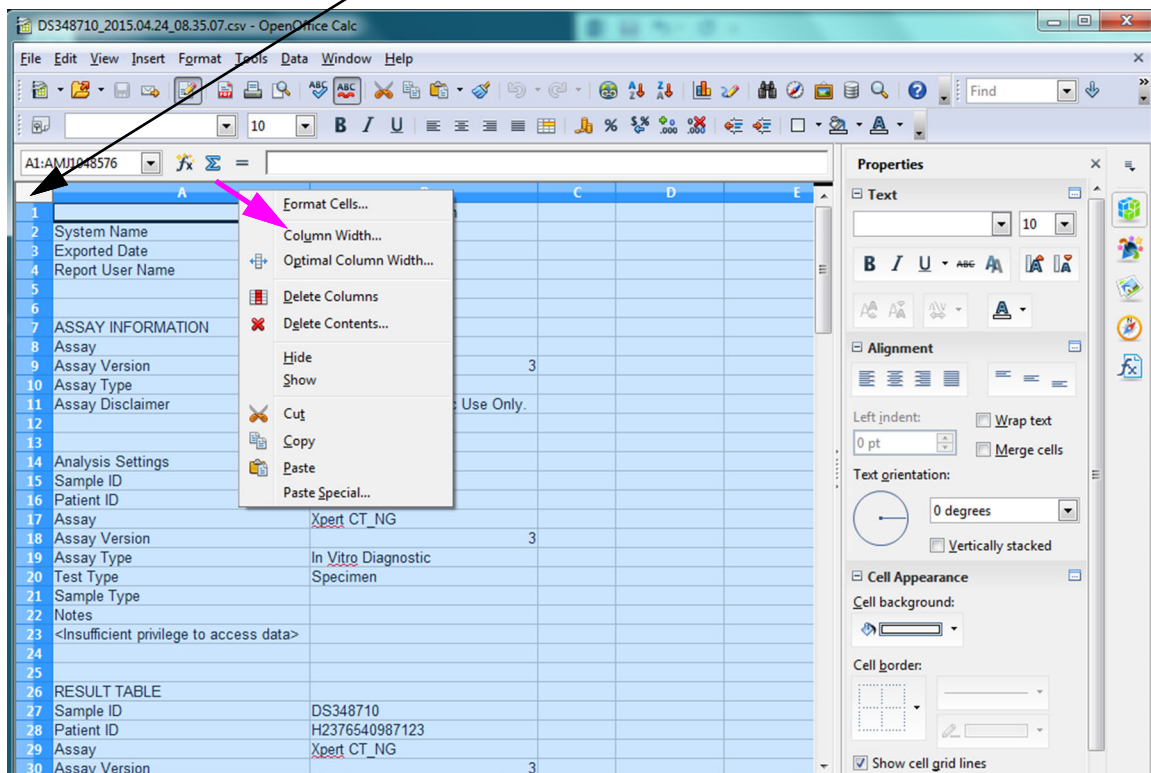 DS348710_2015.04.24_08.35.07.csv - OpenOffice Calc
File Edit View Insert Format Tools Data Window Help
ABC ABC Find
10 B I U
A1:AMJ1048576
A C D E
Properties
Text
10
B I U ABC
Alignment
Left indent:
0 pt
Wrap text
Merge cells
Text orientation:
0 degrees
Vertically stacked
Cell Appearance
Cell background:
Cell border:
Show cell grid lines
Format Cells...
Column Width...
Optimal Column Width...
Delete Columns
Delete Contents...
Hide
Show
Cut
Copy
Paste
Paste Special...
1
2 System Name
3 Exported Date
4 Report User Name
5
6
7 ASSAY INFORMATION
8 Assay
9 Assay Version 3
10 Assay Type
11 Assay Disclaimer Use Only.
12
13
14 Analysis Settings
15 Sample ID
16 Patient ID
17 Assay Xpert CT_NG
18 Assay Version 3
19 Assay Type In Vitro Diagnostic
20 Test Type Specimen
21 Sample Type
22 Notes
23 <Insufficient privilege to access data>
24
25
26 RESULT TABLE
27 Sample ID DS348710
28 Patient ID H2376540987123
29 Assay Xpert CT_NG
30 Assay Version 3